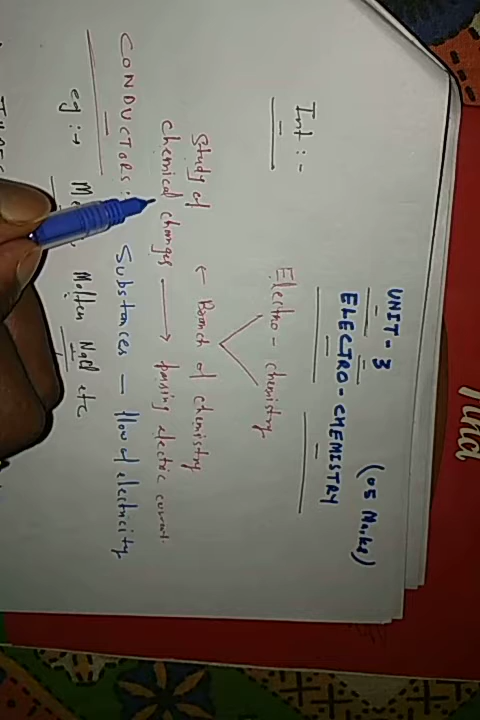 UNIT - 3
ELECTRO - CHEMISTRY (05 Marks)
Int :-
Electro - chemistry
Study of ← Branch of chemistry
chemical changes → passing electric current.
CONDUCTORS: Substances - flow of electricity
eg :→ Molten NaCl etc